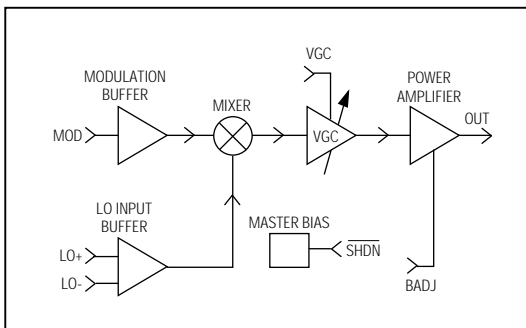 VGC
MODULATION
BUFFER
POWER
AMPLIFIER
MIXER
MOD
VGC
OUT
LO INPUT
BUFFER
MASTER BIAS
SHDN
LO+
LO-
BADJ